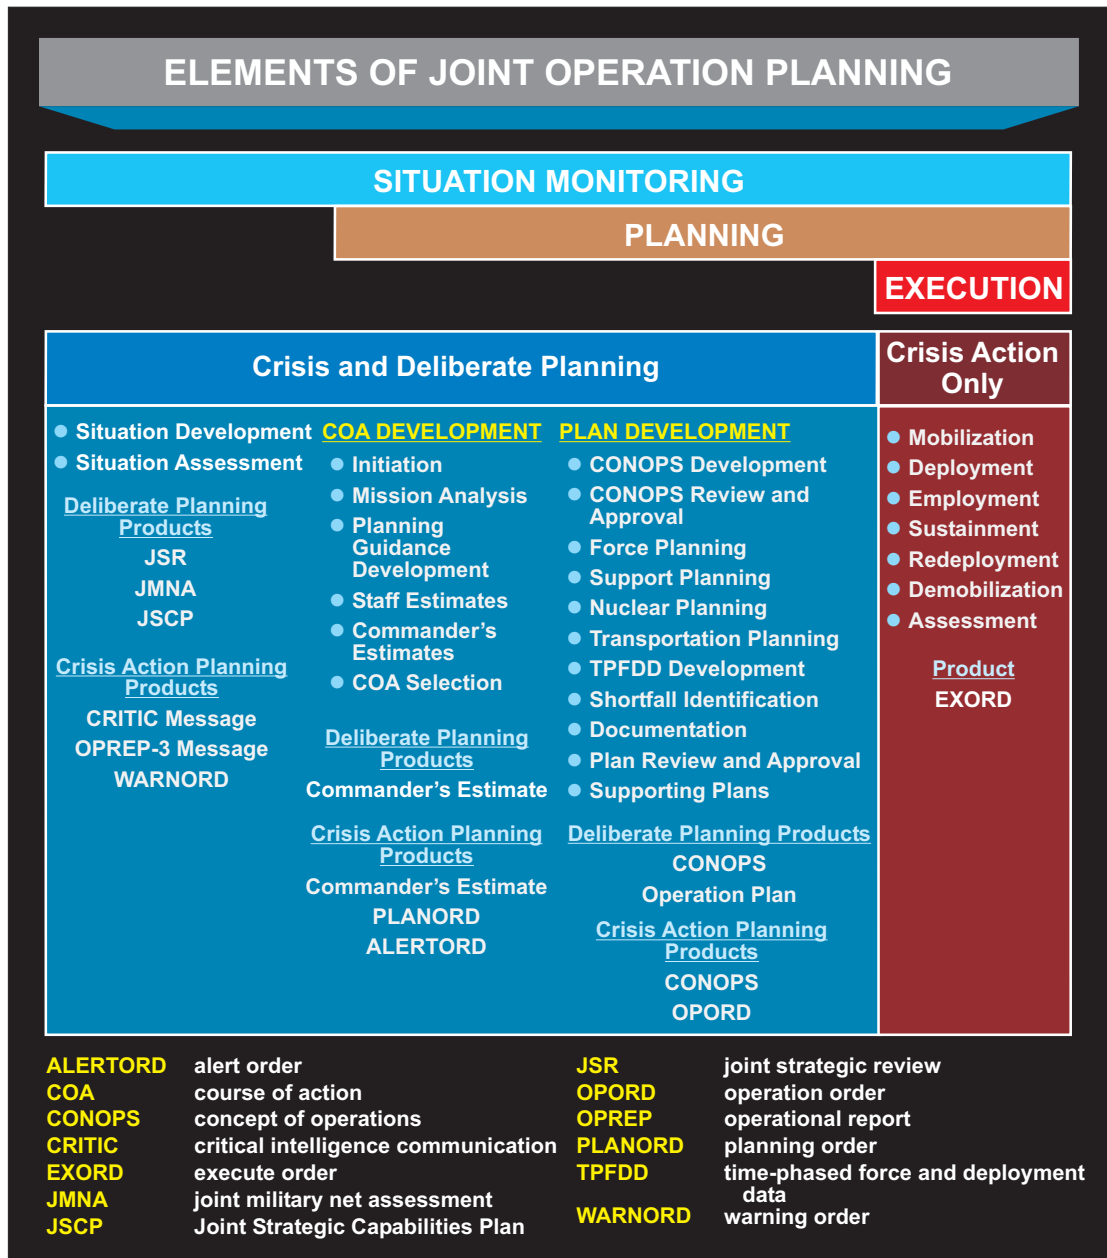 ELEMENTS OF JOINT OPERATION PLANNING
SITUATION MONITORING
PLANNING
EXECUTION
Crisis and Deliberate Planning
Crisis Action
Only
● Situation Development
● Situation Assessment
Deliberate Planning
Products
JSR
JMNA
JSCP
Crisis Action Planning
Products
CRITIC Message
OPREP-3 Message
WARNORD
COA DEVELOPMENT
● Initiation
● Mission Analysis
● Planning
Guidance
Development
● Staff Estimates
● Commander’s
Estimates
● COA Selection
Deliberate Planning
Products
Commander’s Estimate
Crisis Action Planning
Products
Commander’s Estimate
PLANORD
ALERTORD
PLAN DEVELOPMENT
● CONOPS Development
● CONOPS Review and
Approval
● Force Planning
● Support Planning
● Nuclear Planning
● Transportation Planning
● TPFDD Development
● Shortfall Identification
● Documentation
● Plan Review and Approval
● Supporting Plans
Deliberate Planning Products
CONOPS
Operation Plan
Crisis Action Planning
Products
CONOPS
OPORD
● Mobilization
● Deployment
● Employment
● Sustainment
● Redeployment
● Demobilization
● Assessment
Product
EXORD
ALERTORD alert order
COA course of action
CONOPS concept of operations
CRITIC critical intelligence communication
EXORD execute order
JMNA joint military net assessment
JSCP Joint Strategic Capabilities Plan
JSR joint strategic review
OPORD operation order
OPREP operational report
PLANORD planning order
TPFDD time-phased force and deployment
data
WARNORD warning order